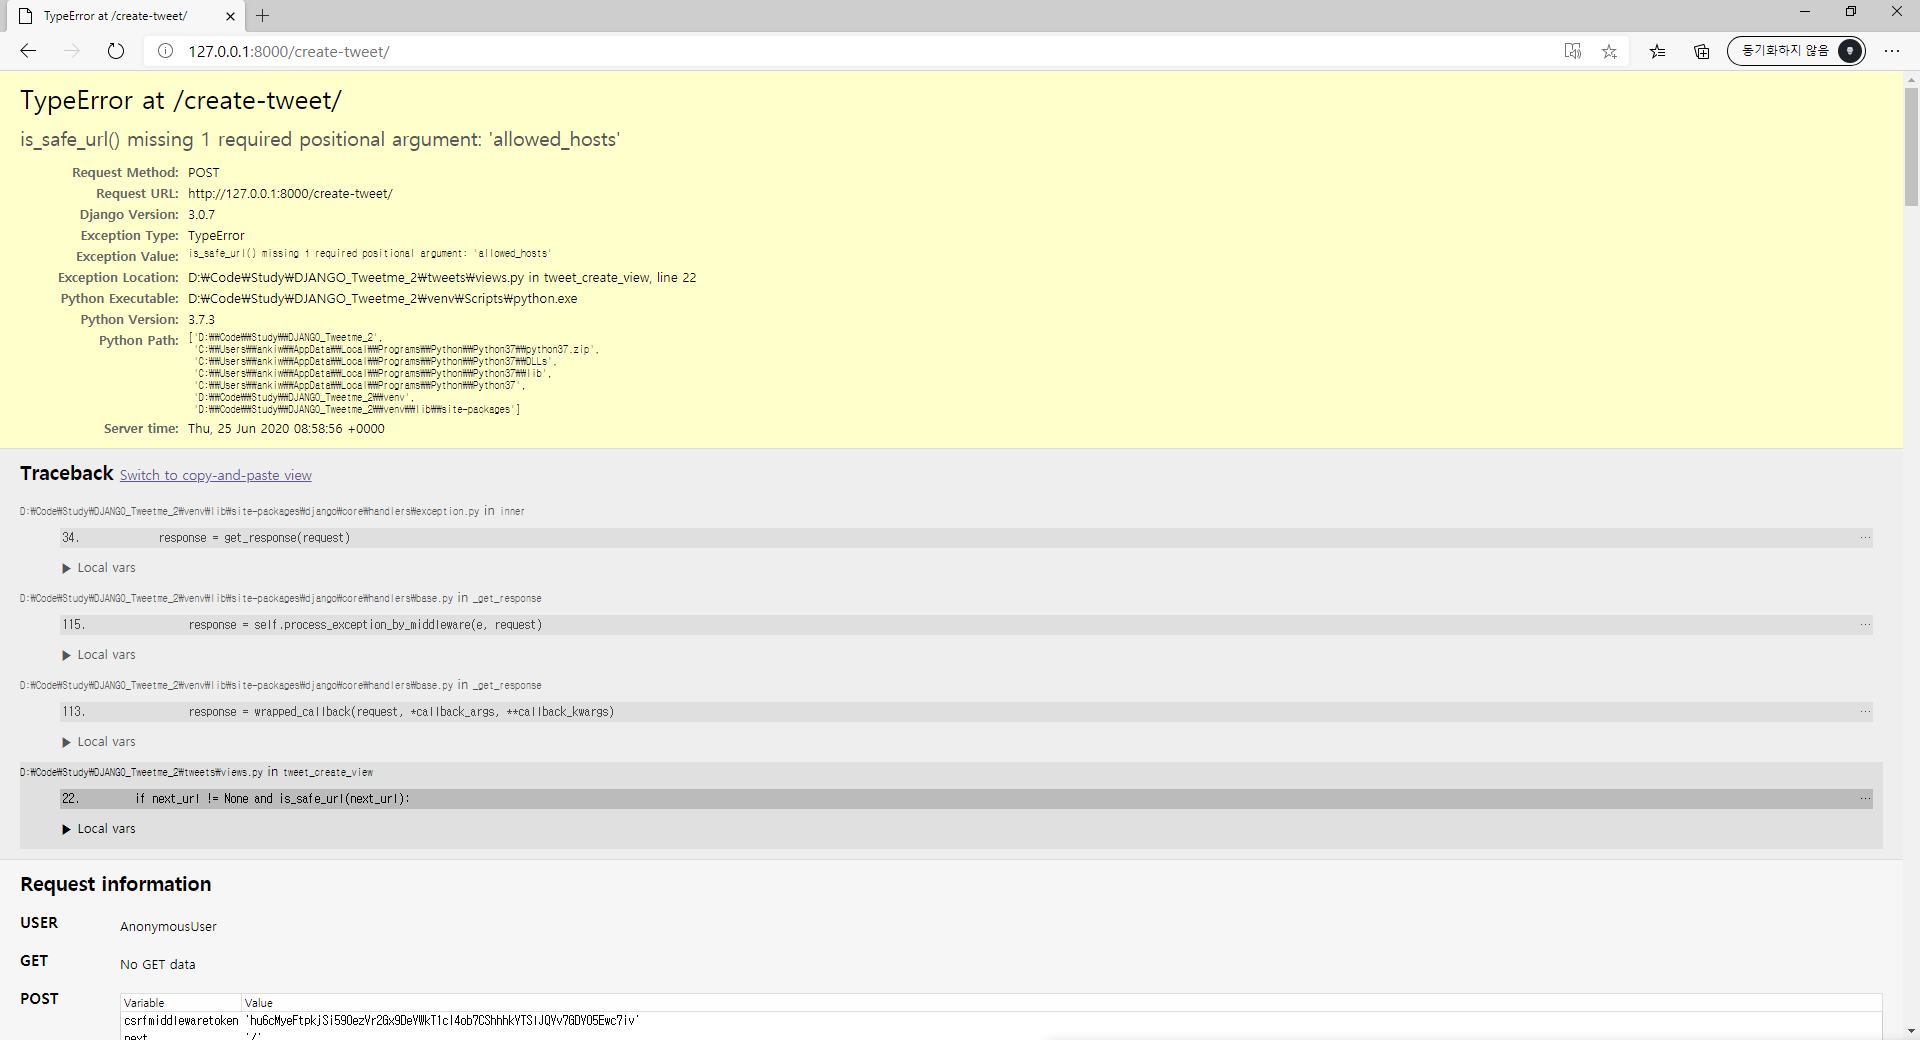 TypeError at /create-tweet/
127.0.0.1:8000/create-tweet/
동기화하지 않음
TypeError at /create-tweet/
is_safe_url() missing 1 required positional argument: 'allowed_hosts'
Request Method: POST
Request URL: http://127.0.0.1:8000/create-tweet/
Django Version: 3.0.7
Exception Type: TypeError
Exception Value: is_safe_url() missing 1 required positional argument: 'allowed_hosts'
Exception Location: D:₩Code₩Study₩DJANGO_Tweetme_2₩tweets₩views.py in tweet_create_view, line 22
Python Executable: D:₩Code₩Study₩DJANGO_Tweetme_2₩venv₩Scripts₩python.exe
Python Version: 3.7.3
Python Path: ['D:₩₩Code₩₩Study₩₩DJANGO_Tweetme_2',
'C:₩₩Users₩₩ankiw₩₩AppData₩₩Local₩₩Programs₩₩Python₩₩Python37₩₩python37.zip',
'C:₩₩Users₩₩ankiw₩₩AppData₩₩Local₩₩Programs₩₩Python₩₩Python37₩₩DLLs',
'C:₩₩Users₩₩ankiw₩₩AppData₩₩Local₩₩Programs₩₩Python₩₩Python37₩₩lib',
'C:₩₩Users₩₩ankiw₩₩AppData₩₩Local₩₩Programs₩₩Python₩₩Python37',
'D:₩₩Code₩₩Study₩₩DJANGO_Tweetme_2₩₩venv',
'D:₩₩Code₩₩Study₩₩DJANGO_Tweetme_2₩₩venv₩₩lib₩₩site-packages']
Server time: Thu, 25 Jun 2020 08:58:56 +0000
Traceback Switch to copy-and-paste view
D:₩Code₩Study₩DJANGO_Tweetme_2₩venv₩lib₩site-packages₩django₩core₩handlers₩exception.py in inner
34. response = get_response(request) ...
▶ Local vars
D:₩Code₩Study₩DJANGO_Tweetme_2₩venv₩lib₩site-packages₩django₩core₩handlers₩base.py in _get_response
115. response = self.process_exception_by_middleware(e, request) ...
▶ Local vars
D:₩Code₩Study₩DJANGO_Tweetme_2₩venv₩lib₩site-packages₩django₩core₩handlers₩base.py in _get_response
113. response = wrapped_callback(request, *callback_args, **callback_kwargs) ...
▶ Local vars
D:₩Code₩Study₩DJANGO_Tweetme_2₩tweets₩views.py in tweet_create_view
22. if next_url != None and is_safe_url(next_url): ...
▶ Local vars
Request information
USER AnonymousUser
GET No GET data
POST
Variable Value
csrfmiddlewaretoken
next '/'